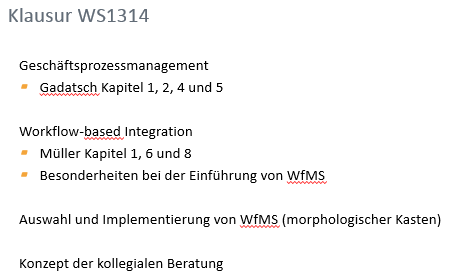 Klausur WS1314
Geschäftsprozessmanagement
Gadatsch Kapitel 1, 2, 4 und 5
Workflow-based Integration
Müller Kapitel 1, 6 und 8
Besonderheiten bei der Einführung von WfMS
Auswahl und Implementierung von WfMS (morphologischer Kasten)
Konzept der kollegialen Beratung